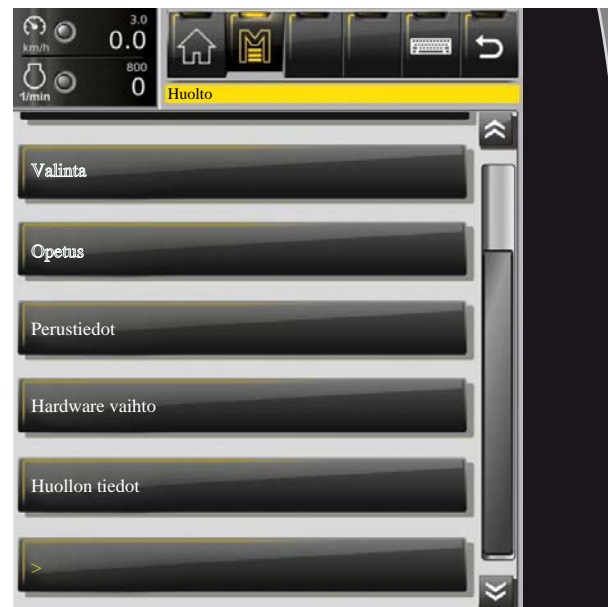 3.0
km/h 0.0
800
1/min 0
Huolto
Valinta
Opetus
Perustiedot
Hardware vaihto
Huollon tiedot
>